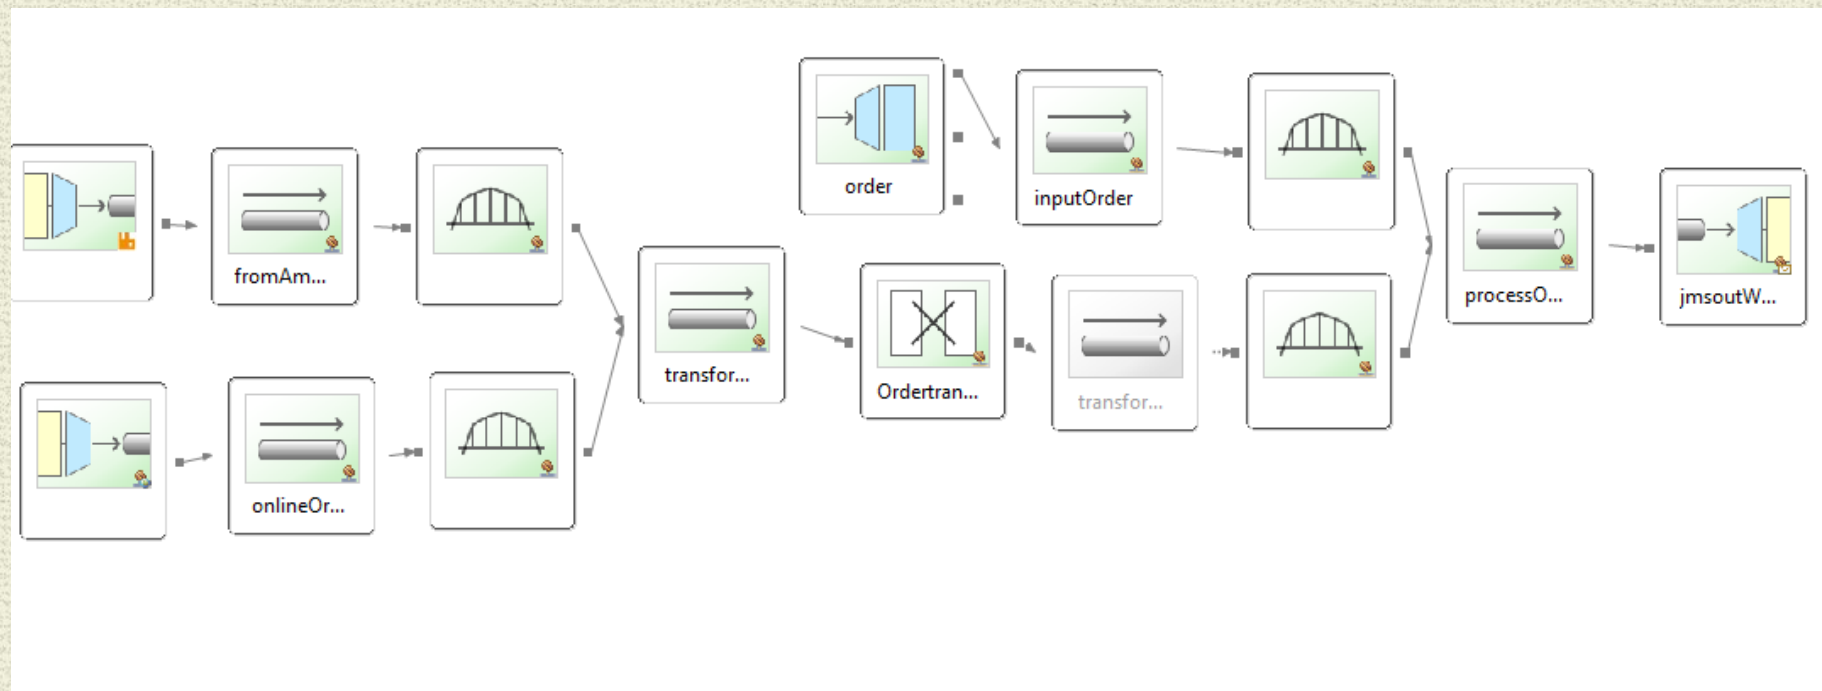 order
inputOrder
fromAm...
processO...
jmsoutW...
transfor...
Ordertran...
transfor...
onlineOr...